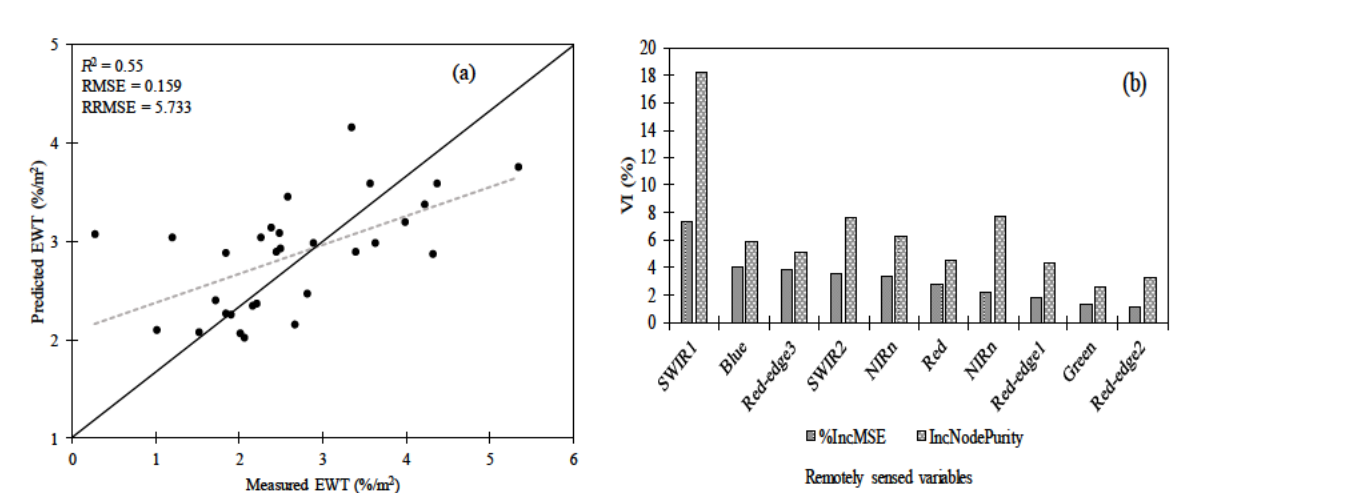 R² = 0.55
RMSE = 0.159
RRMSE = 5.733
(a)
5
4
3
2
1
Predicted EWT (%/m²)
0 1 2 3 4 5 6
Measured EWT (%/m²)
(b)
20
18
16
14
12
10
8
6
4
2
0
VI (%)
SWIR1 Blue Red-edge3 SWIR2 NIRn Red NIRn Red-edge1 Green Red-edge2
%IncMSE IncNodePurity
Remotely sensed variables